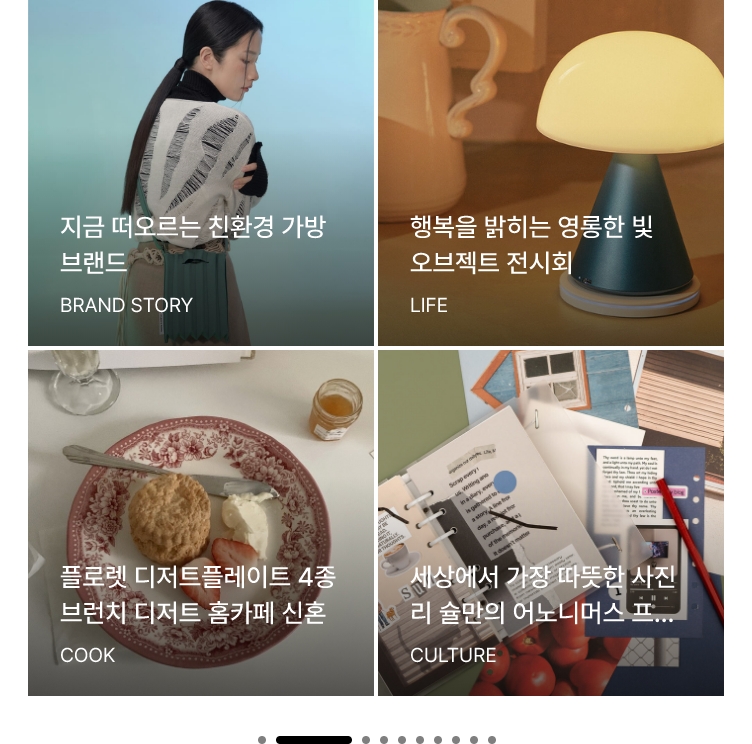 지금 떠오르는 친환경 가방
브랜드
BRAND STORY
행복을 밝히는 영롱한 빛
오브젝트 전시회
LIFE
플로렛 디저트플레이트 4종
브런치 디저트 홈카페 신혼
COOK
세상에서 가장 따뜻한 사진
리 슐만의 어노니머스 프...
CULTURE